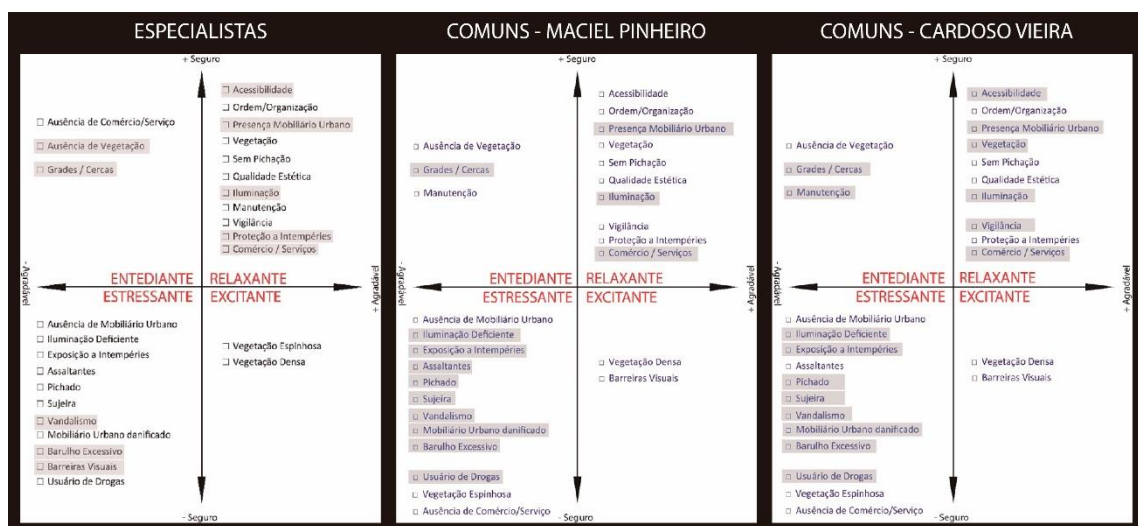 ESPECIALISTAS
+ Seguro
Acessibilidade
Ordem/Organização
Presença Mobiliário Urbano
Vegetação
Sem Pichação
Qualidade Estética
Iluminação
Manutenção
Vigilância
Proteção a Intempéries
Comércio / Serviços
Ausência de Comércio/Serviço
Ausência de Vegetação
Grades / Cercas
- Agradável
ENTEDIANTE RELAXANTE
ESTRESSANTE EXCITANTE
+ Agradável
Ausência de Mobiliário Urbano
Iluminação Deficiente
Exposição a Intempéries
Assaltantes
Pichado
Sujeira
Vandalismo
Mobiliário Urbano danificado
Barulho Excessivo
Barreiras Visuais
Usuário de Drogas
Vegetação Espinhosa
Vegetação Densa
- Seguro
COMUNS - MACIEL PINHEIRO
+ Seguro
Acessibilidade
Ordem/Organização
Presença Mobiliário Urbano
Vegetação
Sem Pichação
Qualidade Estética
Iluminação
Vigilância
Proteção a Intempéries
Comércio / Serviços
Ausência de Vegetação
Grades / Cercas
Manutenção
- Agradável
ENTEDIANTE RELAXANTE
ESTRESSANTE EXCITANTE
+ Agradável
Ausência de Mobiliário Urbano
Iluminação Deficiente
Exposição a Intempéries
Assaltantes
Pichado
Sujeira
Vandalismo
Mobiliário Urbano danificado
Barulho Excessivo
Usuário de Drogas
Vegetação Espinhosa
Ausência de Comércio/Serviço
Vegetação Densa
Barreiras Visuais
- Seguro
COMUNS - CARDOSO VIEIRA
+ Seguro
Acessibilidade
Ordem/Organização
Presença Mobiliário Urbano
Vegetação
Sem Pichação
Qualidade Estética
Iluminação
Vigilância
Proteção a Intempéries
Comércio / Serviços
Ausência de Vegetação
Grades / Cercas
Manutenção
- Agradável
ENTEDIANTE RELAXANTE
ESTRESSANTE EXCITANTE
+ Agradável
Ausência de Mobiliário Urbano
Iluminação Deficiente
Exposição a Intempéries
Assaltantes
Pichado
Sujeira
Vandalismo
Mobiliário Urbano danificado
Barulho Excessivo
Usuário de Drogas
Vegetação Espinhosa
Ausência de Comércio/Serviço
Vegetação Densa
Barreiras Visuais
- Seguro